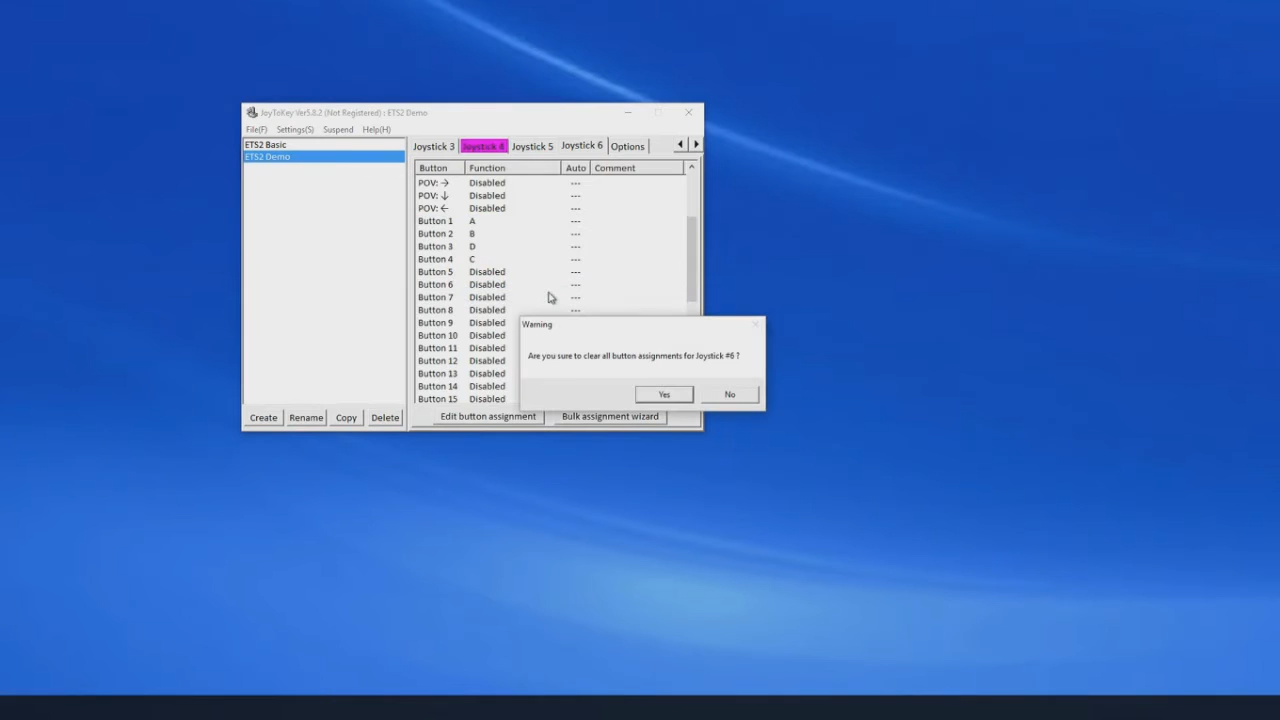 JoyToKey Ver5.8.2 (Not Registered) : ETS2 Demo
File(F) Settings(S) Suspend Help(H)
ETS2 Basic
ETS2 Demo
Create Rename Copy Delete
Joystick 3 Joystick 4 Joystick 5 Joystick 6 Options
Button Function Auto Comment
POV: → Disabled ---
POV: ↓ Disabled ---
POV: ← Disabled ---
Button 1 A ---
Button 2 B ---
Button 3 D ---
Button 4 C ---
Button 5 Disabled ---
Button 6 Disabled ---
Button 7 Disabled ---
Button 8 Disabled ---
Button 9 Disabled
Button 10 Disabled
Button 11 Disabled
Button 12 Disabled
Button 13 Disabled
Button 14 Disabled
Button 15 Disabled
Edit button assignment Bulk assignment wizard
Warning
Are you sure to clear all button assignments for Joystick #6 ?
Yes No